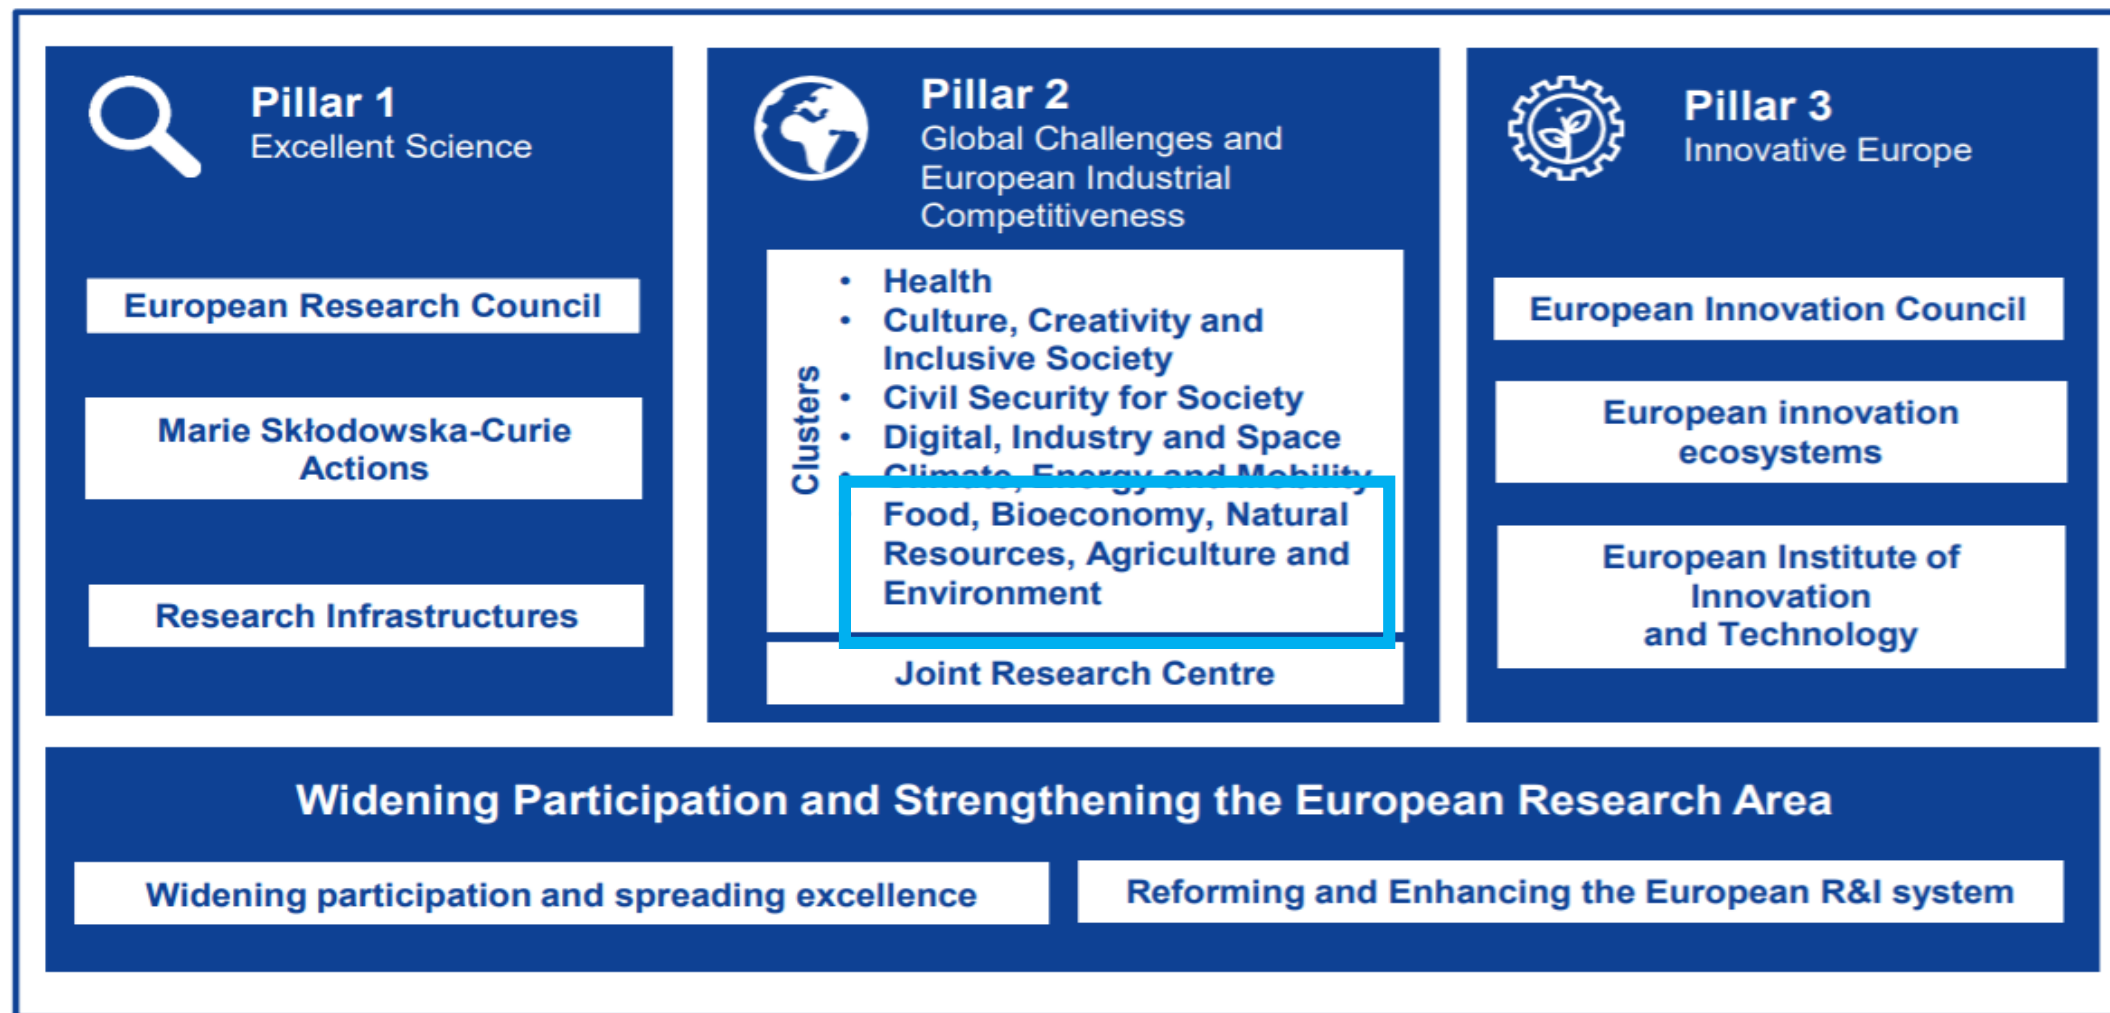 Pillar 1
Excellent Science
European Research Council
Marie Skłodowska-Curie
Actions
Research Infrastructures
Pillar 2
Global Challenges and
European Industrial
Competitiveness
Clusters
• Health
• Culture, Creativity and
Inclusive Society
• Civil Security for Society
• Digital, Industry and Space
• Climate, Energy and Mobility
Food, Bioeconomy, Natural
Resources, Agriculture and
Environment
Joint Research Centre
Pillar 3
Innovative Europe
European Innovation Council
European innovation
ecosystems
European Institute of
Innovation
and Technology
Widening Participation and Strengthening the European Research Area
Widening participation and spreading excellence
Reforming and Enhancing the European R&I system